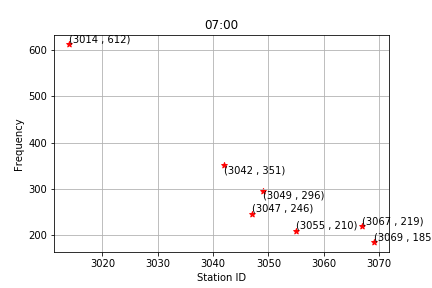 07:00
(3014 , 612)
(3042 , 351)
(3049 , 296)
(3047 , 246)
(3055 , 210)
(3067 , 219)
(3069 , 185
600
500
400
300
200
Frequency
3020 3030 3040 3050 3060 3070
Station ID